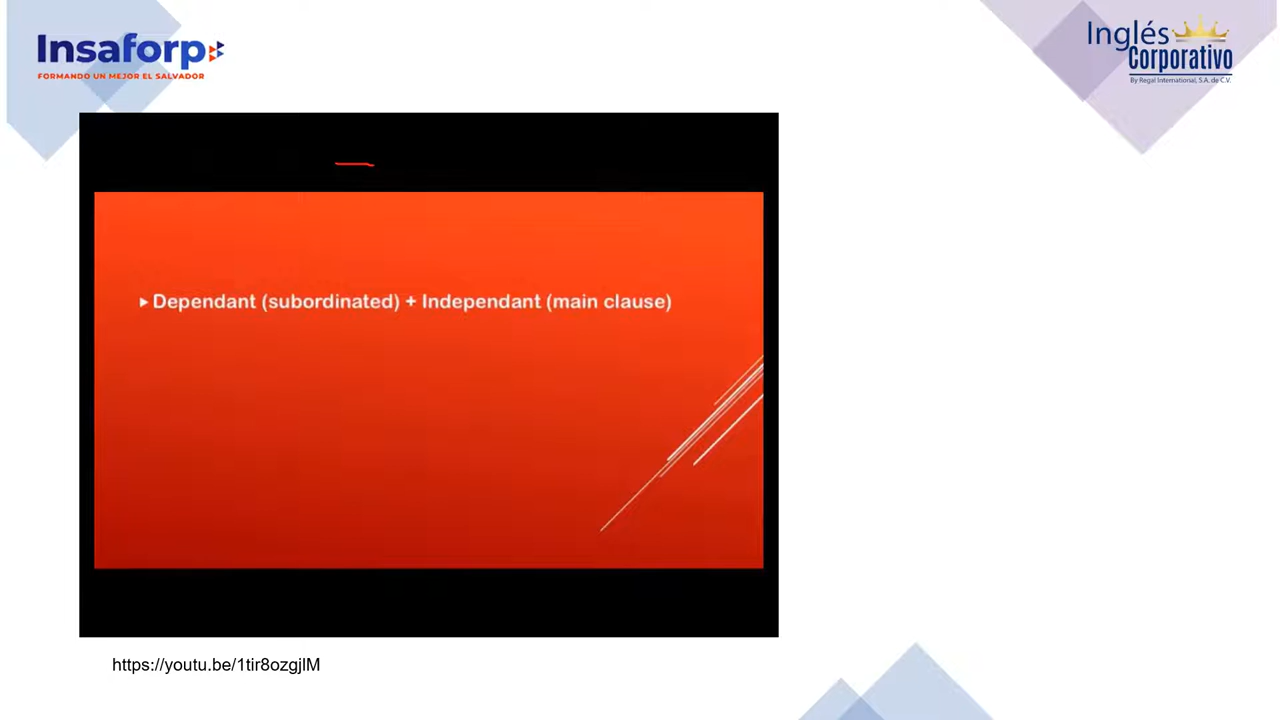 Insaforp
FORMANDO UN MEJOR EL SALVADOR
Inglés
Corporativo
By Regal International, S.A. de C.V.
Dependant (subordinated) + Independant (main clause)
https://youtu.be/1tir8ozgjlM